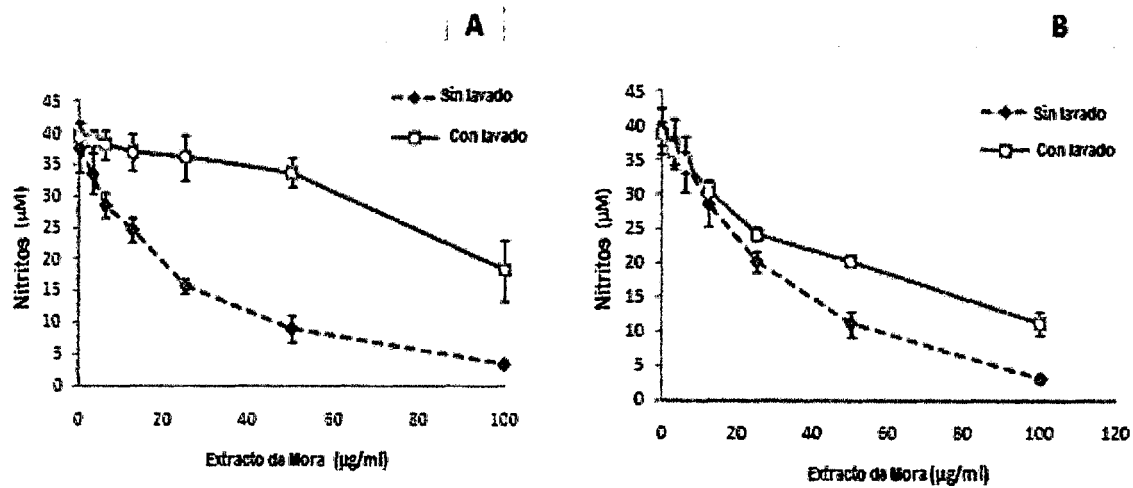 A
Sin lavado
Con lavado
Nitritos (µM)
45
40
35
30
25
20
15
10
5
0
0 20 40 60 80 100
Extracto de Mora (µg/ml)
B
Sin lavado
Con lavado
Nitritos (µM)
45
40
35
30
25
20
15
10
5
0
0 20 40 60 80 100 120
Extracto de Mora (µg/ml)